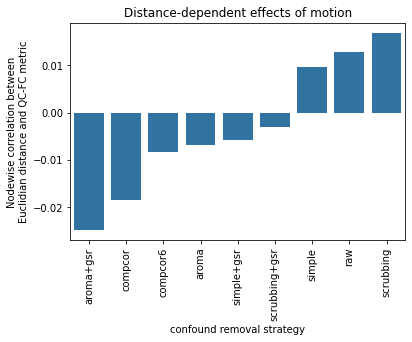 Distance-dependent effects of motion
Nodewise correlation between
Euclidian distance and QC-FC metric
0.01
0.00
−0.01
−0.02
aroma+gsr
compcor
compcor6
aroma
simple+gsr
scrubbing+gsr
simple
raw
scrubbing
confound removal strategy